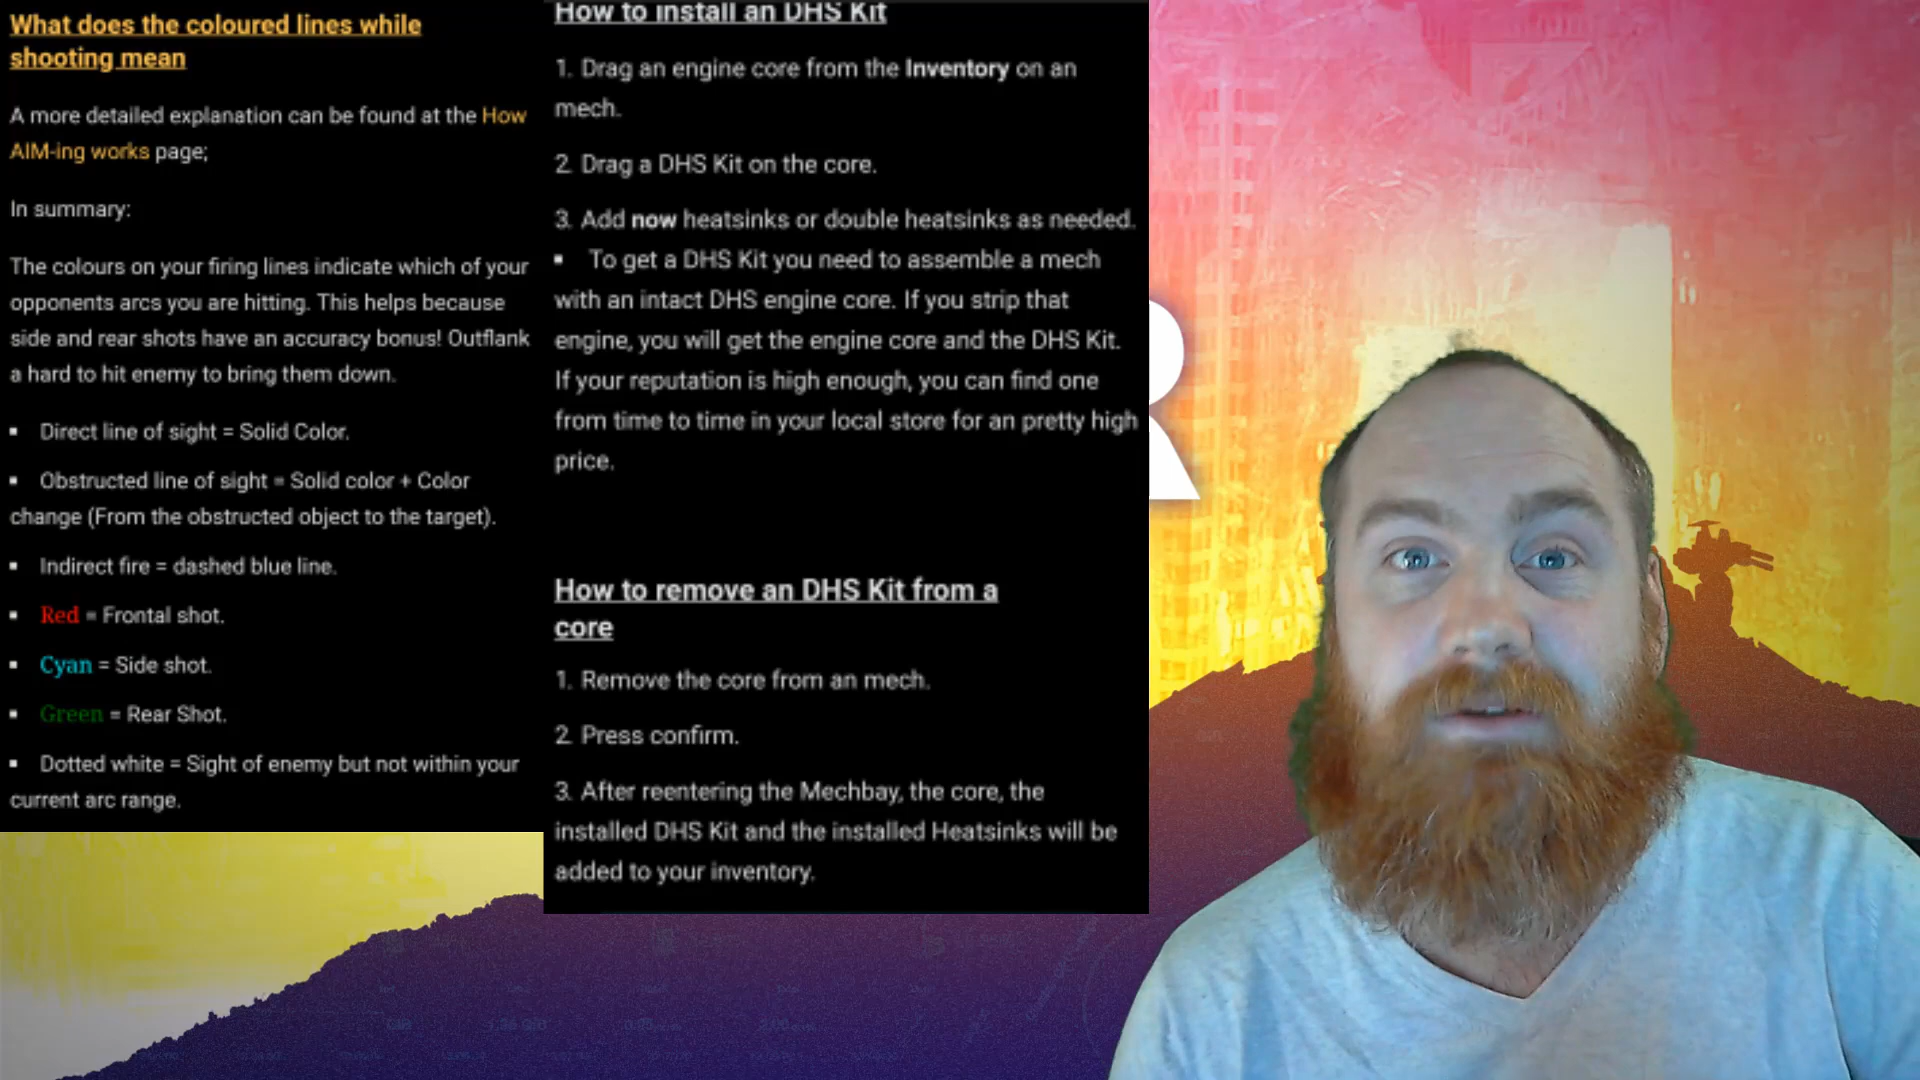 What does the coloured lines while
shooting mean
A more detailed explanation can be found at the How
AIM-ing works page;
In summary:
The colours on your firing lines indicate which of your
opponents arcs you are hitting. This helps because
side and rear shots have an accuracy bonus! Outflank
a hard to hit enemy to bring them down.
▪ Direct line of sight = Solid Color.
▪ Obstructed line of sight = Solid color + Color
change (From the obstructed object to the target).
▪ Indirect fire = dashed blue line.
▪ Red = Frontal shot.
▪ Cyan = Side shot.
▪ Green = Rear Shot.
▪ Dotted white = Sight of enemy but not within your
current arc range.
How to install an DHS Kit
1. Drag an engine core from the Inventory on an
mech.
2. Drag a DHS Kit on the core.
3. Add now heatsinks or double heatsinks as needed.
▪ To get a DHS Kit you need to assemble a mech
with an intact DHS engine core. If you strip that
engine, you will get the engine core and the DHS Kit.
If your reputation is high enough, you can find one
from time to time in your local store for an pretty high
price.
How to remove an DHS Kit from a
core
1. Remove the core from an mech.
2. Press confirm.
3. After reentering the Mechbay, the core, the
installed DHS Kit and the installed Heatsinks will be
added to your inventory.
R